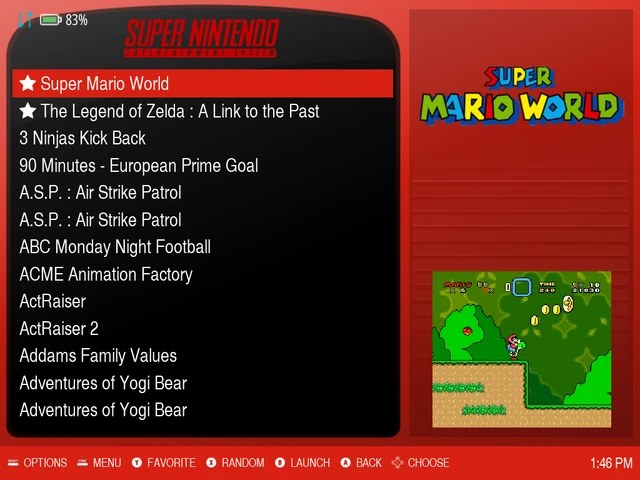 83%
SUPER NINTENDO
ENTERTAINMENT SYSTEM
Super Mario World
The Legend of Zelda : A Link to the Past
3 Ninjas Kick Back
90 Minutes - European Prime Goal
A.S.P. : Air Strike Patrol
A.S.P. : Air Strike Patrol
ABC Monday Night Football
ACME Animation Factory
ActRaiser
ActRaiser 2
Addams Family Values
Adventures of Yogi Bear
Adventures of Yogi Bear
SUPER
MARIO WORLD
MARIO
TIME
OPTIONS MENU Y FAVORITE X RANDOM B LAUNCH A BACK CHOOSE 1:46 PM